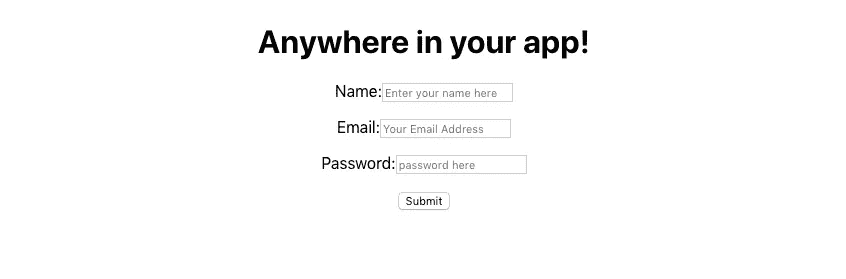 Anywhere in your app!
Name: Enter your name here
Email: Your Email Address
Password: password here
Submit